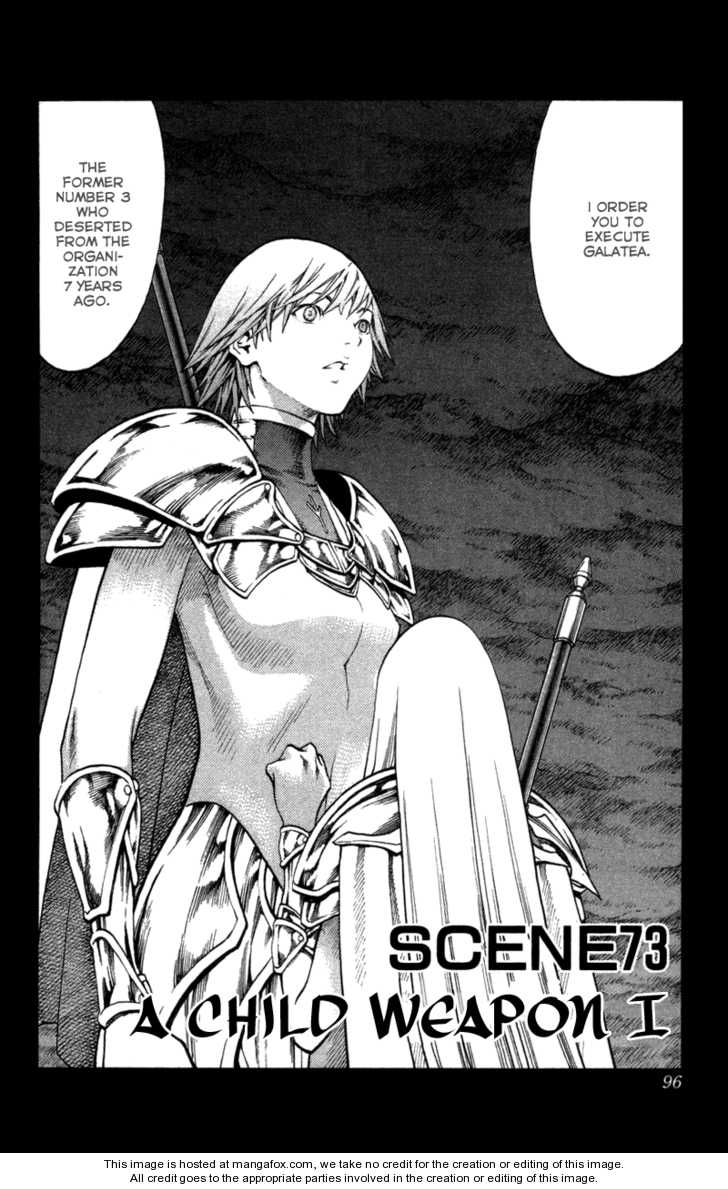 I ORDER
YOU TO
EXECUTE
GALATEA.
THE
FORMER
NUMBER 3
WHO
DESERTED
FROM THE
ORGANI-
ZATION
7 YEARS
AGO.
SCENE73
A CHILD WEAPON I
96
This image is hosted at mangafox.com, we take no credit for the creation or editing of this image.
All credit goes to the appropriate parties involved in the creation or editing of this image.